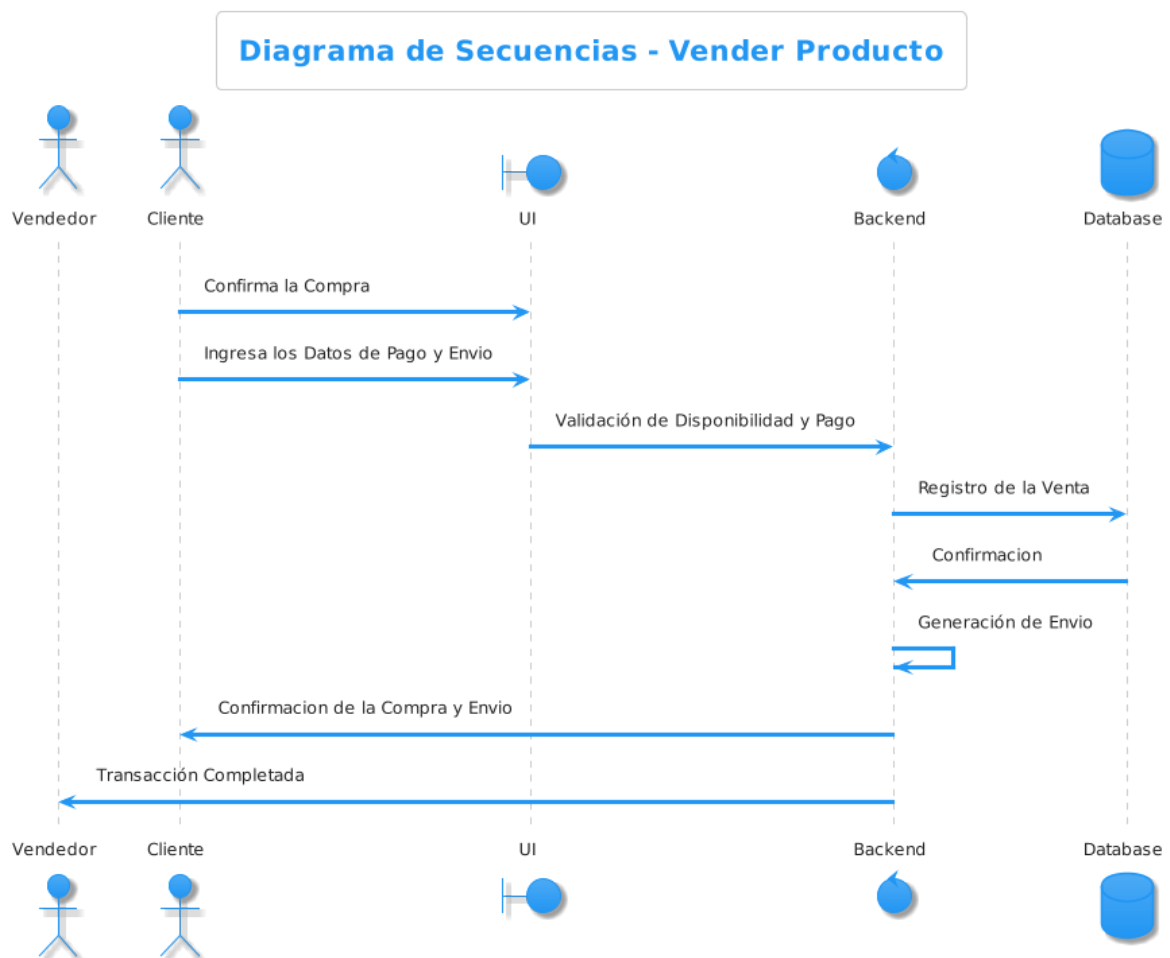 Diagrama de Secuencias - Vender Producto
Vendedor Cliente UI Backend Database
Confirma la Compra
Ingresa los Datos de Pago y Envio
Validación de Disponibilidad y Pago
Registro de la Venta
Confirmacion
Generación de Envio
Confirmacion de la Compra y Envio
Transacción Completada
Vendedor Cliente UI Backend Database